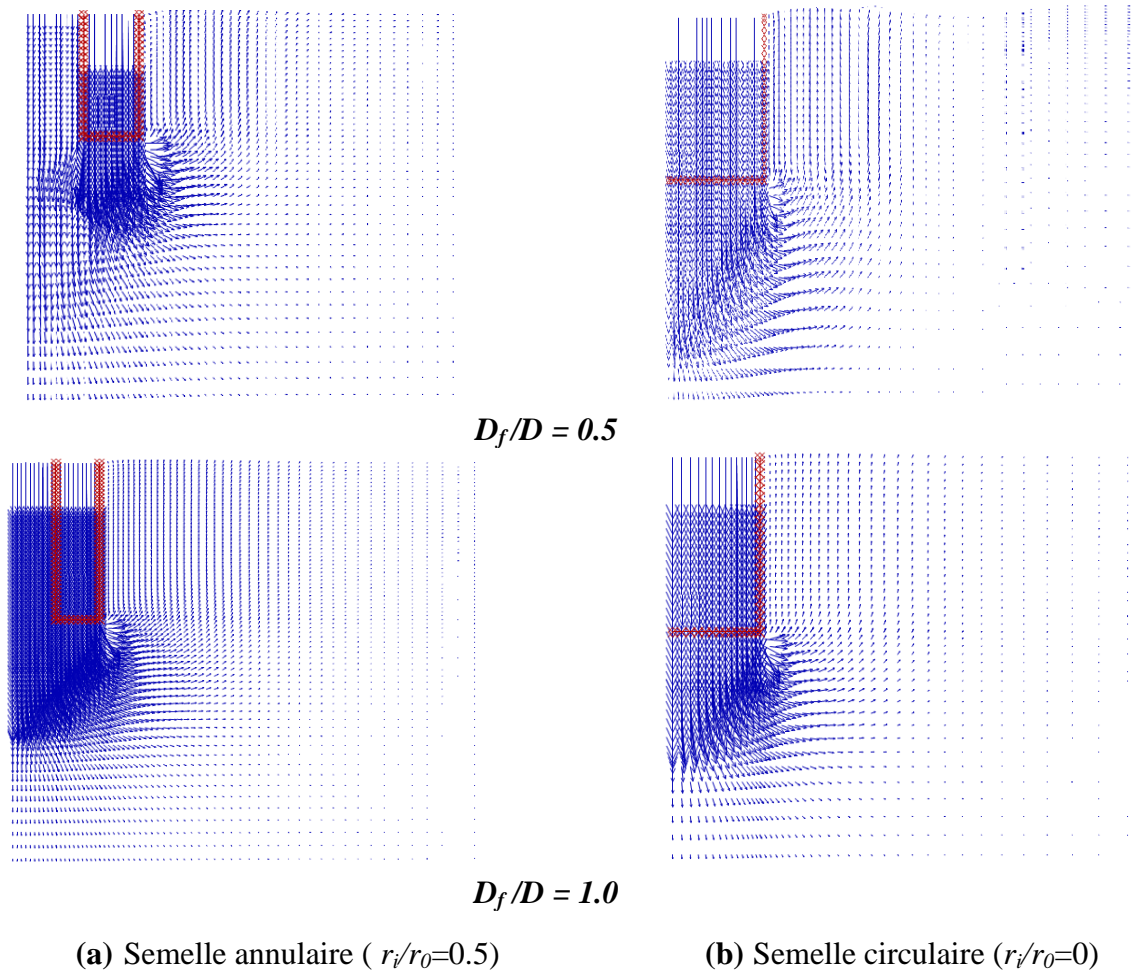 D_f/D = 0.5
D_f/D = 1.0
(a) Semelle annulaire ( r_i/r_0=0.5)
(b) Semelle circulaire (r_i/r_0=0)